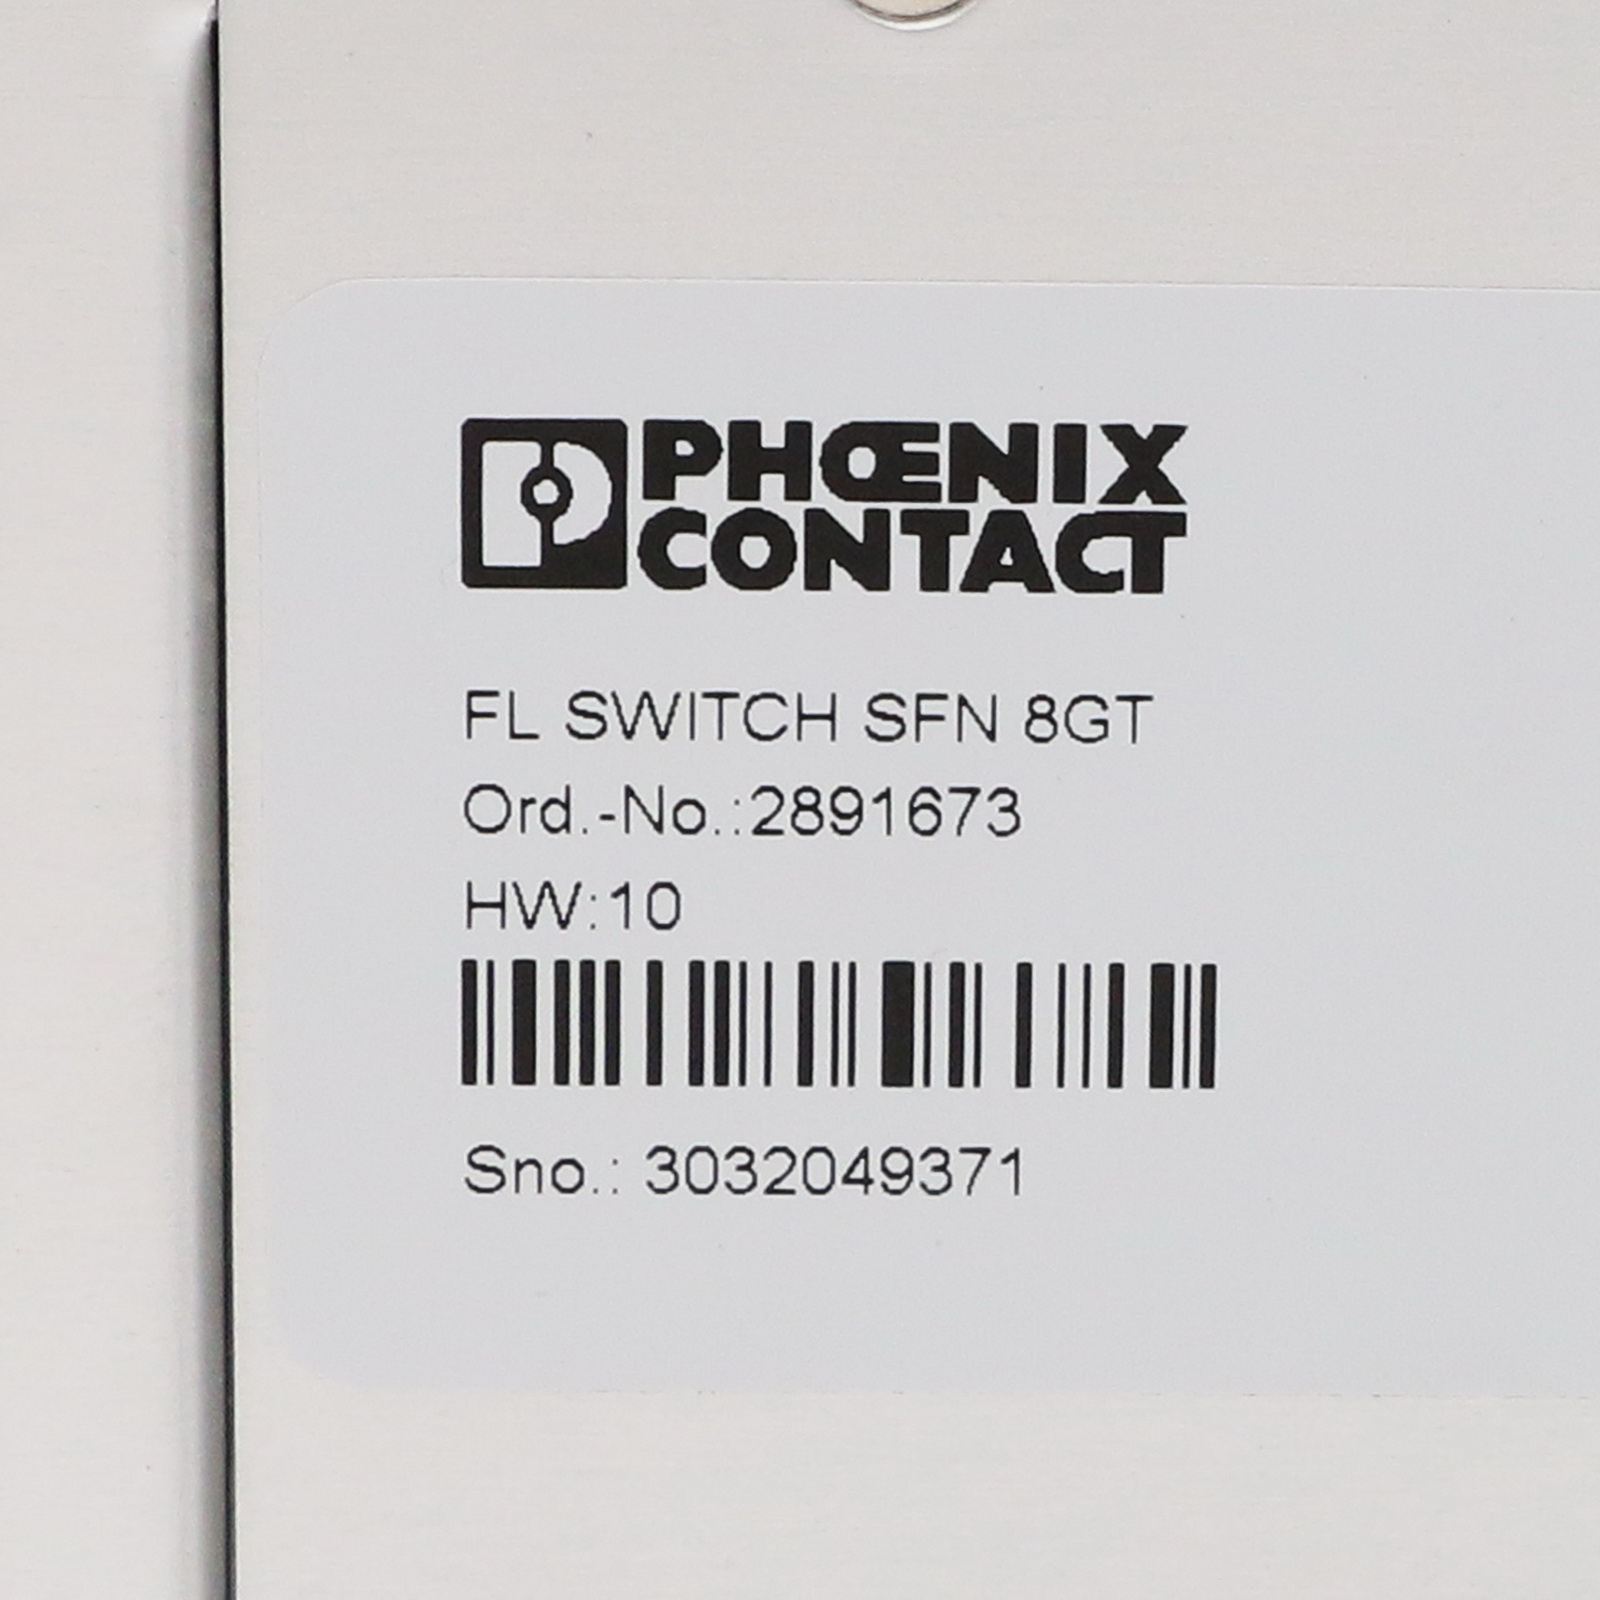 PHŒNIX
CONTACT
FL SWITCH SFN 8GT
Ord.-No.:2891673
HW:10
Sno.: 3032049371